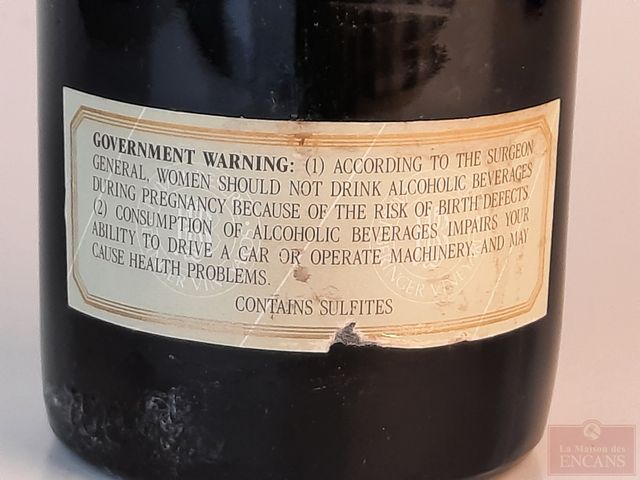 GOVERNMENT WARNING: (1) ACCORDING TO THE SURGEON
GENERAL, WOMEN SHOULD NOT DRINK ALCOHOLIC BEVERAGES
DURING PREGNANCY BECAUSE OF THE RISK OF BIRTH DEFECTS.
(2) CONSUMPTION OF ALCOHOLIC BEVERAGES IMPAIRS YOUR
ABILITY TO DRIVE A CAR OR OPERATE MACHINERY, AND MAY
CAUSE HEALTH PROBLEMS.
CONTAINS SULFITES
La Maison des
ENCANS